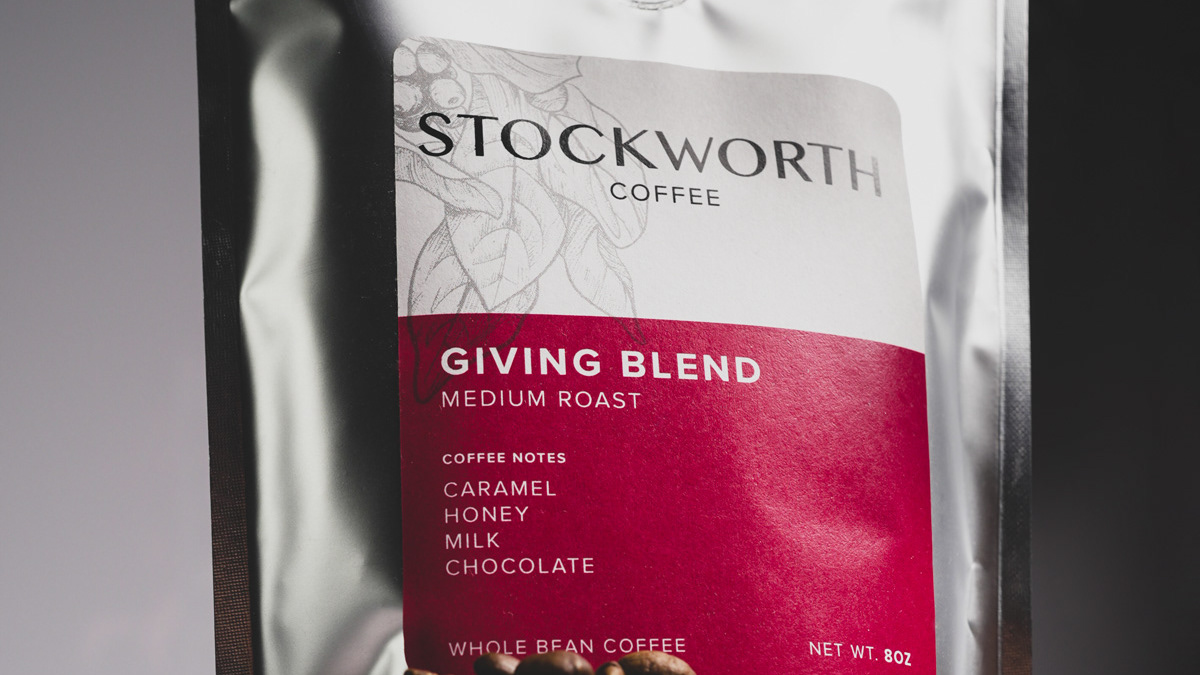 STOCKWORTH
COFFEE
GIVING BLEND
MEDIUM ROAST
COFFEE NOTES
CARAMEL
HONEY
MILK
CHOCOLATE
WHOLE BEAN COFFEE NET WT. 8OZ